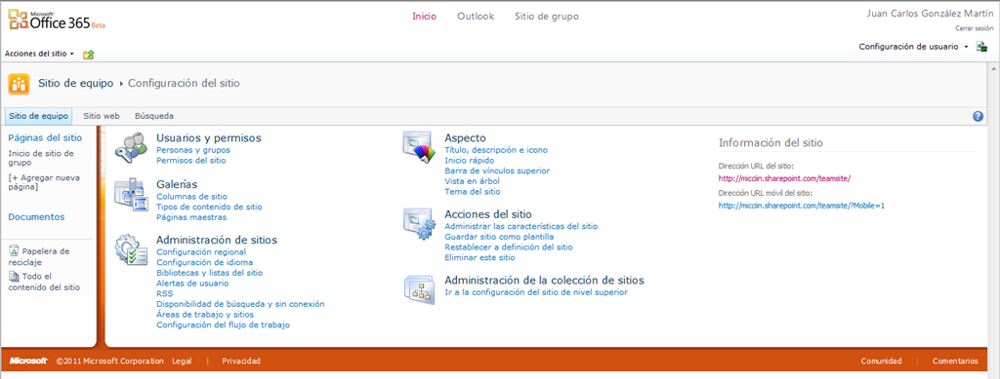 Microsoft
Office 365 Beta
Inicio
Outlook
Sitio de grupo
Juan Carlos González Martín
Cerrar sesión
Acciones del sitio
Configuración de usuario
Sitio de equipo
Configuración del sitio
Sitio de equipo
Sitio web
Búsqueda
Páginas del sitio
Inicio de sitio de
grupo
[+ Agregar nueva
página]
Documentos
Papelera de
reciclaje
Todo el
contenido del sitio
Usuarios y permisos
Personas y grupos
Permisos del sitio
Galerías
Columnas de sitio
Tipos de contenido de sitio
Páginas maestras
Administración de sitios
Configuración regional
Configuración de idioma
Bibliotecas y listas del sitio
Alertas de usuario
RSS
Disponibilidad de búsqueda y sin conexión
Áreas de trabajo y sitios
Configuración del flujo de trabajo
Aspecto
Título, descripción e icono
Inicio rápido
Barra de vínculos superior
Vista en árbol
Tema del sitio
Acciones del sitio
Administrar las características del sitio
Guardar sitio como plantilla
Restablecer a definición del sitio
Eliminar este sitio
Administración de la colección de sitios
Ir a la configuración del sitio de nivel superior
Información del sitio
Dirección URL del sitio:
http://miccin.sharepoint.com/teamsite/
Dirección URL móvil del sitio:
http://miccin.sharepoint.com/teamsite/?Mobile=1
Microsoft
©2011 Microsoft Corporation
Legal
|
Privacidad
Comunidad
|
Comentarios